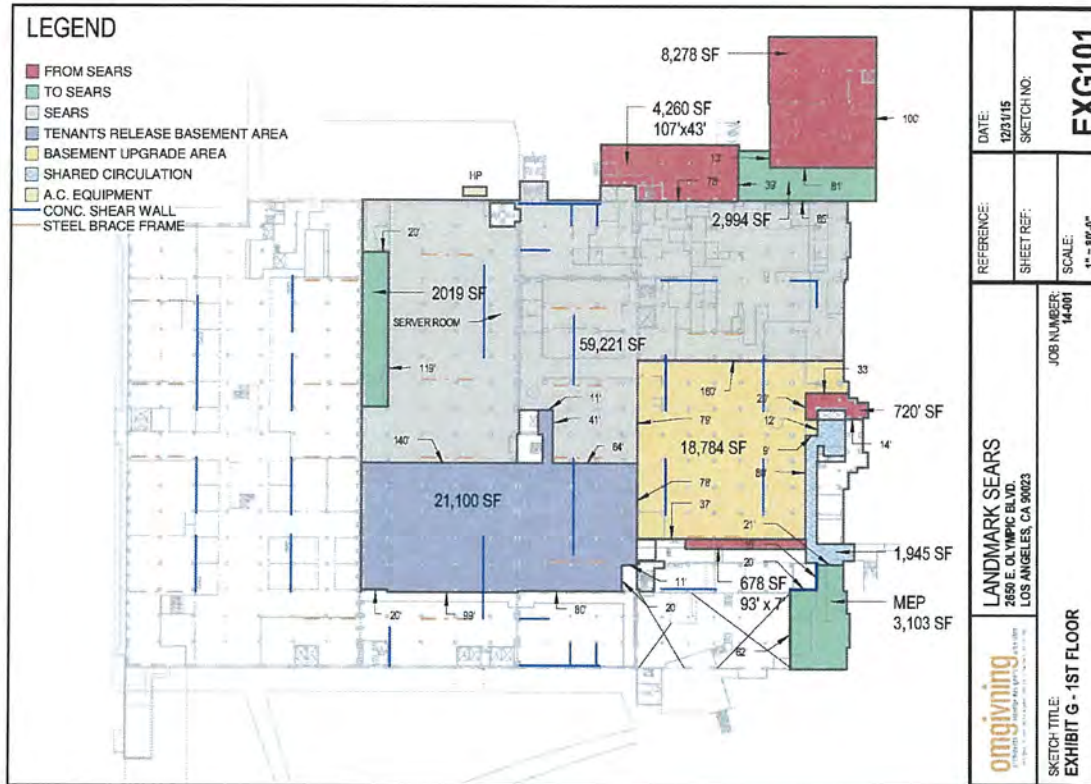 LEGEND
FROM SEARS
TO SEARS
SEARS
TENANTS RELEASE BASEMENT AREA
BASEMENT UPGRADE AREA
SHARED CIRCULATION
A.C. EQUIPMENT
CONC. SHEAR WALL
STEEL BRACE FRAME
8,278 SF
4,260 SF
107'x43'
100'
13'
HP
78'
39'
81'
2,994 SF
85'
20'
2019 SF
SERVER ROOM
59,221 SF
119'
160'
33
11'
41'
79'
12'
720' SF
14'
9'
18,784 SF
140'
84'
21,100 SF
78'
37'
21'
1,945 SF
20'
678 SF
93' x 7'
11'
20
MEP
3,103 SF
20'
99'
80'
DATE:
12/31/15
SKETCH NO:
EXG101
REFERENCE:
SHEET REF:
SCALE:
LANDMARK SEARS
2650 E. OLYMPIC BLVD.
LOS ANGELES, CA 90023
JOB NUMBER:
14-001
omgivning
SKETCH TITLE:
EXHIBIT G - 1ST FLOOR